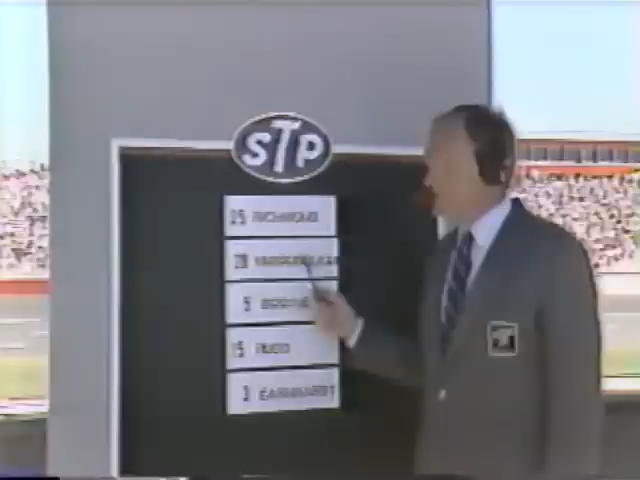 STP
25 RICHMOND
28
5 BODINE
15 RUDD
3 EARNHARDT